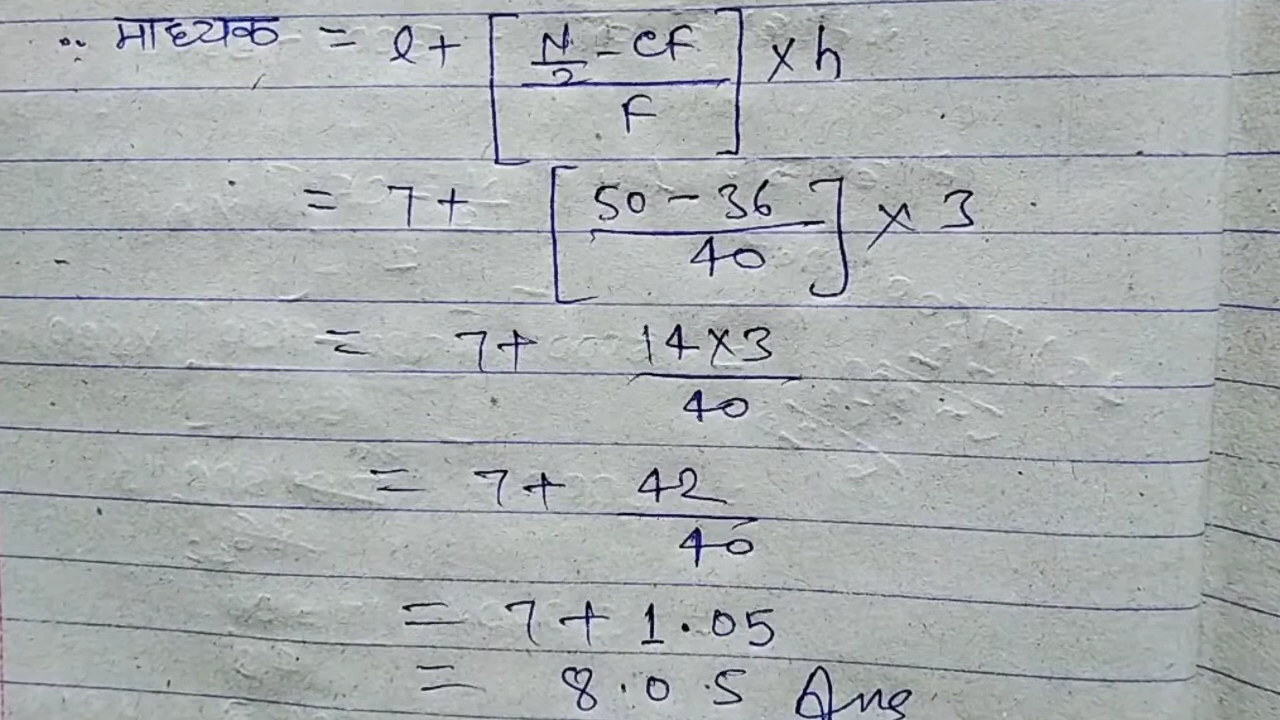 ∴ माध्यक = l + [ (N/2 - CF) / F ] × h
= 7 + [ (50 - 36) / 40 ] × 3
= 7 + (14 × 3) / 40
= 7 + 42 / 40
= 7 + 1.05
= 8.05 Ans